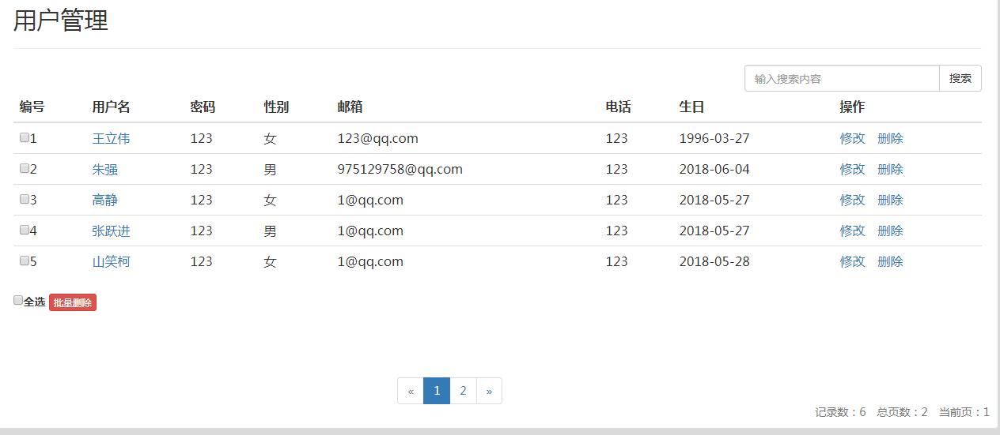 用户管理
输入搜索内容 搜索
编号 用户名 密码 性别 邮箱 电话 生日 操作
1 王立伟 123 女 123@qq.com 123 1996-03-27 修改 删除
2 朱强 123 男 975129758@qq.com 123 2018-06-04 修改 删除
3 高静 123 女 1@qq.com 123 2018-05-27 修改 删除
4 张跃进 123 男 1@qq.com 123 2018-05-27 修改 删除
5 山笑柯 123 女 1@qq.com 123 2018-05-28 修改 删除
全选 批量删除
« 1 2 »
记录数：6 总页数：2 当前页：1